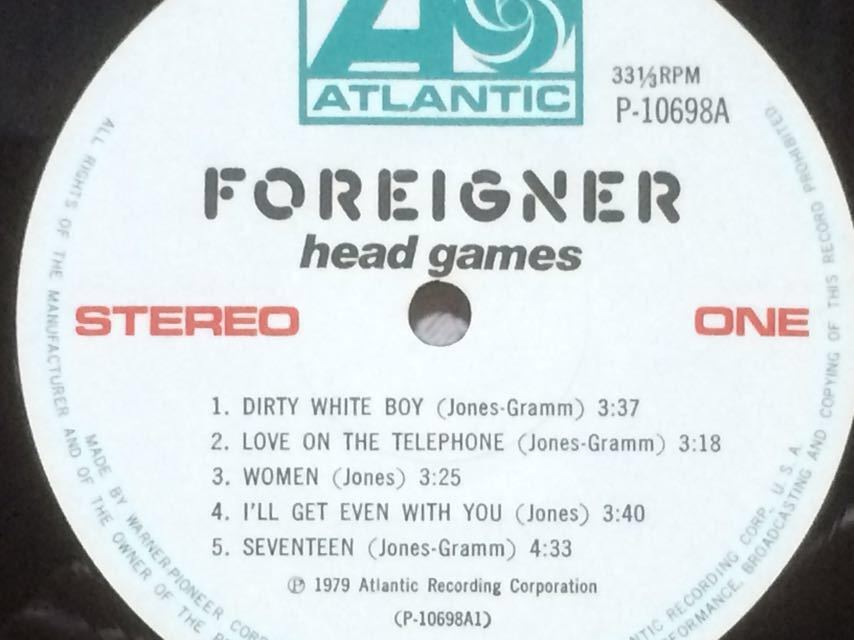 ATLANTIC
33⅓RPM
P-10698A
FOREIGNER
head games
STEREO
ONE
1. DIRTY WHITE BOY (Jones-Gramm) 3:37
2. LOVE ON THE TELEPHONE (Jones-Gramm) 3:18
3. WOMEN (Jones) 3:25
4. I'LL GET EVEN WITH YOU (Jones) 3:40
5. SEVENTEEN (Jones-Gramm) 4:33
℗ 1979 Atlantic Recording Corporation
(P-10698A1)
ALL RIGHTS OF THE MANUFACTURER AND OF THE OWNER OF THE
BROADCASTING AND COPYING OF THIS RECORD PROHIBITED
MADE BY WARNER-PIONEER CORP
RECORDING CORP. U.S.A.